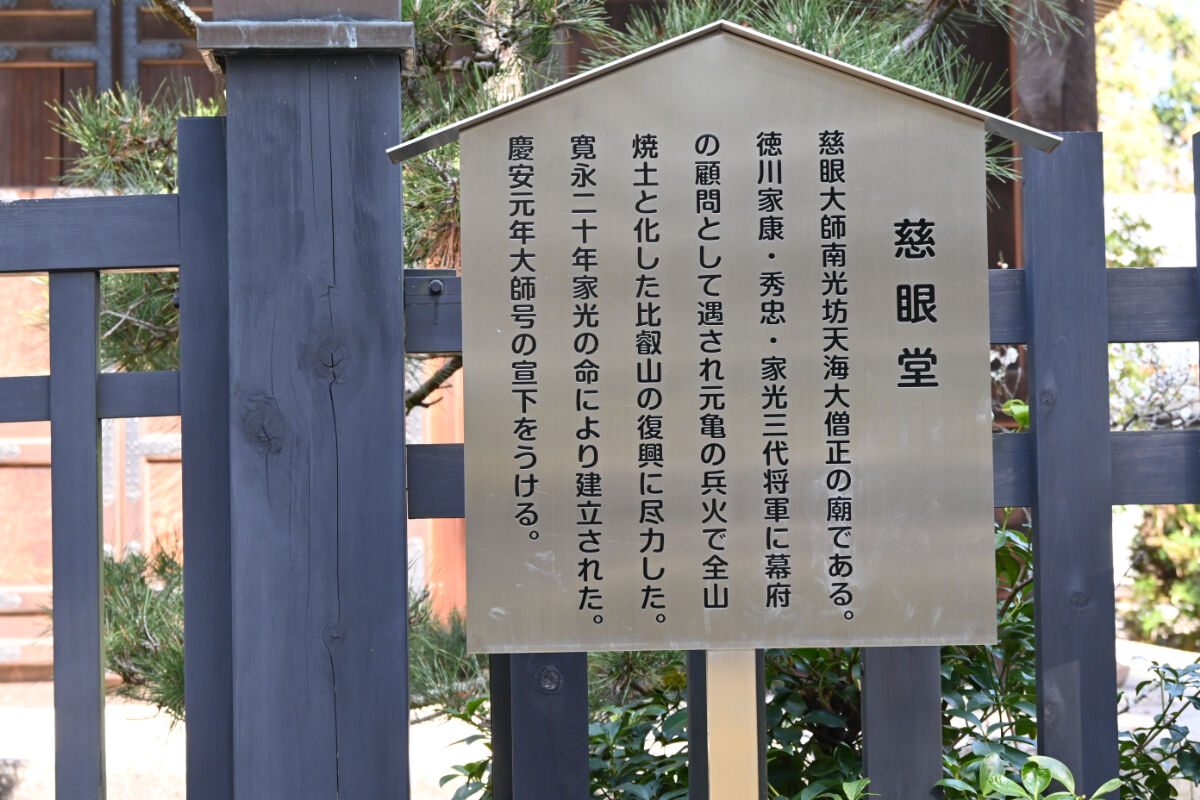 慈眼堂
慈眼大師南光坊天海大僧正の廟である。
徳川家康・秀忠・家光三代将軍に幕府
の顧問として遇され元亀の兵火で全山
焼土と化した比叡山の復興に尽力した。
寛永二十年家光の命により建立された。
慶安元年大師号の宣下をうける。